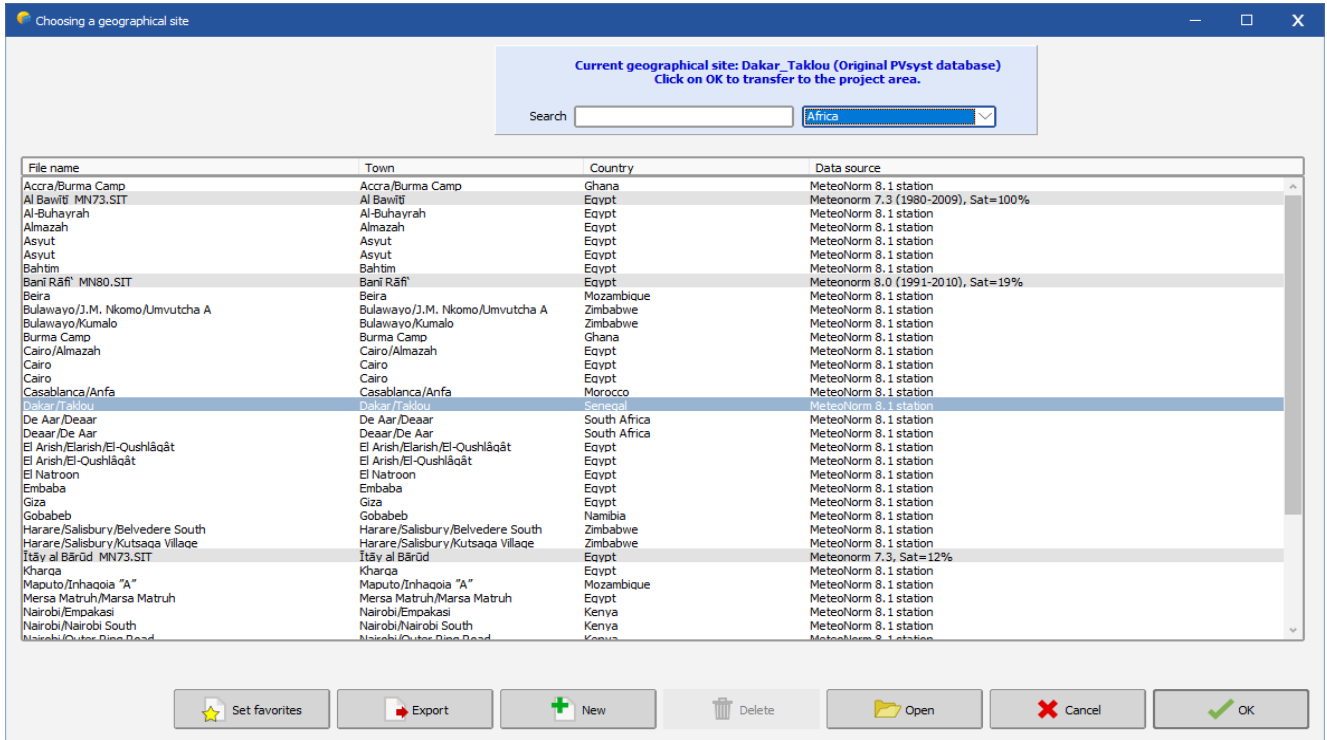 Choosing a geographical site
Current geographical site: Dakar_Taklou (Original PVsyst database)
Click on OK to transfer to the project area.
Search Africa
File name Town Country Data source
Accra/Burma Camp Accra/Burma Camp Ghana MeteoNorm 8.1 station
Al Bawītī MN73.SIT Al Bawītī Egypt Meteonorm 7.3 (1980-2009), Sat=100%
Al-Buhayrah Al-Buhayrah Egypt MeteoNorm 8.1 station
Almazah Almazah Egypt MeteoNorm 8.1 station
Asyut Asyut Egypt MeteoNorm 8.1 station
Asyut Asyut Egypt MeteoNorm 8.1 station
Bahtim Bahtim Egypt MeteoNorm 8.1 station
Banī Rāfi` MN80.SIT Banī Rāfi` Egypt Meteonorm 8.0 (1991-2010), Sat=19%
Beira Beira Mozambique MeteoNorm 8.1 station
Bulawayo/J.M. Nkomo/Umvutcha A Bulawayo/J.M. Nkomo/Umvutcha A Zimbabwe MeteoNorm 8.1 station
Bulawayo/Kumalo Bulawayo/Kumalo Zimbabwe MeteoNorm 8.1 station
Burma Camp Burma Camp Ghana MeteoNorm 8.1 station
Cairo/Almazah Cairo/Almazah Egypt MeteoNorm 8.1 station
Cairo Cairo Egypt MeteoNorm 8.1 station
Cairo Cairo Egypt MeteoNorm 8.1 station
Casablanca/Anfa Casablanca/Anfa Morocco MeteoNorm 8.1 station
Dakar/Taklou Dakar/Taklou Senegal MeteoNorm 8.1 station
De Aar/Deaar De Aar/Deaar South Africa MeteoNorm 8.1 station
Deaar/De Aar Deaar/De Aar South Africa MeteoNorm 8.1 station
El Arish/Elarish/El-Qushlâqât El Arish/Elarish/El-Qushlâqât Egypt MeteoNorm 8.1 station
El Arish/El-Qushlâqât El Arish/El-Qushlâqât Egypt MeteoNorm 8.1 station
El Natroon El Natroon Egypt MeteoNorm 8.1 station
Embaba Embaba Egypt MeteoNorm 8.1 station
Giza Giza Egypt MeteoNorm 8.1 station
Gobabeb Gobabeb Namibia MeteoNorm 8.1 station
Harare/Salisbury/Belvedere South Harare/Salisbury/Belvedere South Zimbabwe MeteoNorm 8.1 station
Harare/Salisbury/Kutsaga Village Harare/Salisbury/Kutsaga Village Zimbabwe MeteoNorm 8.1 station
Ītāy al Bārūd MN73.SIT Ītāy al Bārūd Egypt Meteonorm 7.3, Sat=12%
Kharga Kharga Egypt MeteoNorm 8.1 station
Maputo/Inhagoia "A" Maputo/Inhagoia "A" Mozambique MeteoNorm 8.1 station
Mersa Matruh/Marsa Matruh Mersa Matruh/Marsa Matruh Egypt MeteoNorm 8.1 station
Nairobi/Empakasi Nairobi/Empakasi Kenya MeteoNorm 8.1 station
Nairobi/Nairobi South Nairobi/Nairobi South Kenya MeteoNorm 8.1 station
Nairobi/Outer Ring Road Nairobi/Outer Ring Road Kenya MeteoNorm 8.1 station
Set favorites Export New Delete Open Cancel OK